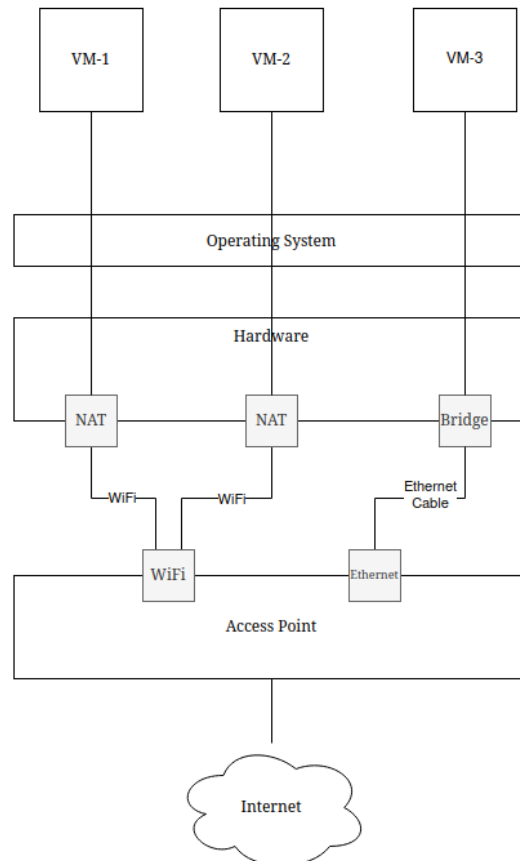 VM-1
VM-2
VM-3
Operating System
Hardware
NAT
NAT
Bridge
WiFi
WiFi
Ethernet
Cable
WiFi
Ethernet
Access Point
Internet